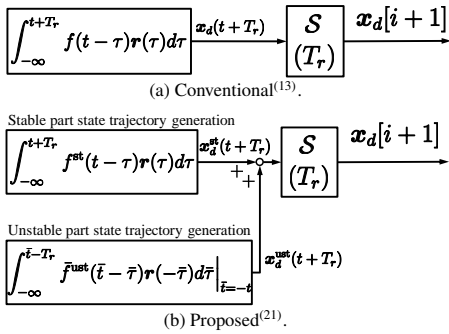 ∫_{-∞}^{t+T_r} f(t − τ)r(τ)dτ
x_d(t + T_r)
S
(T_r)
x_d[i + 1]
(a) Conventional⁽¹³⁾.
Stable part state trajectory generation
∫_{-∞}^{t+T_r} f^{st}(t − τ)r(τ)dτ
x_d^{st}(t + T_r)
+
+
S
(T_r)
x_d[i + 1]
Unstable part state trajectory generation
∫_{-∞}^{t̄−T_r} f̄^{ust}(t̄ − τ̄)r(−τ̄)dτ̄|_{t̄=−t}
x_d^{ust}(t + T_r)
(b) Proposed⁽²¹⁾.